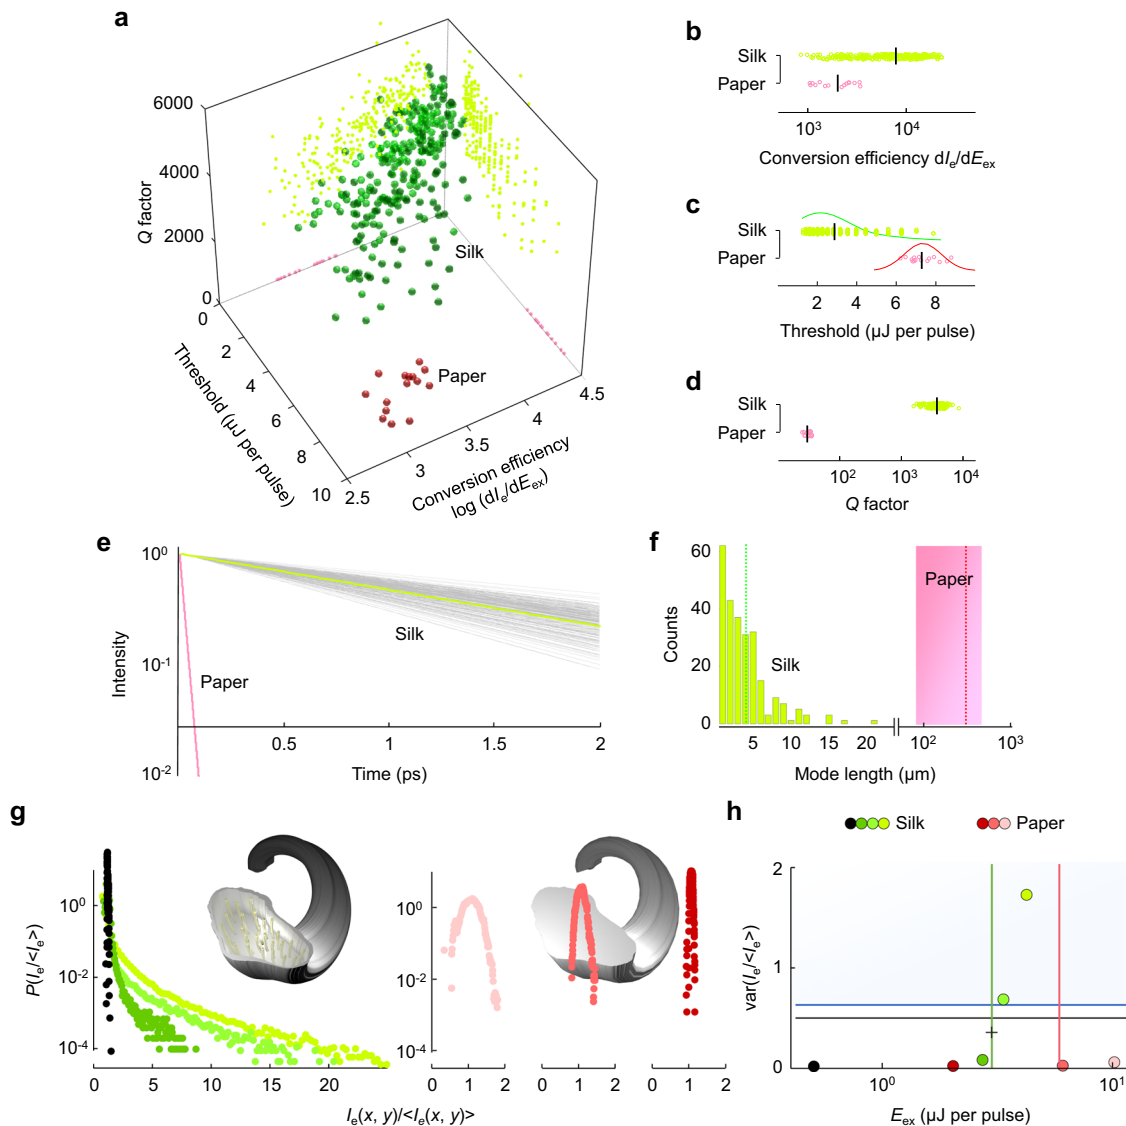 a
6000
4000
2000
0
Q factor
0
2
4
6
8
10
Threshold (μJ per pulse)
2.5
3
3.5
4
4.5
Conversion efficiency
log (dIe/dEex)
Silk
Paper
b
Silk
Paper
10³ 10⁴
Conversion efficiency dIe/dEex
c
Silk
Paper
2 4 6 8
Threshold (μJ per pulse)
d
Silk
Paper
10² 10³ 10⁴
Q factor
e
10⁰
10⁻¹
10⁻²
Intensity
Paper
Silk
0.5 1 1.5 2
Time (ps)
f
60
40
20
0
Counts
Silk
Paper
5 10 15 20 10² 10³
Mode length (μm)
g
10⁰
10⁻²
10⁻⁴
P(Ie/<Ie>)
0 5 10 15 20
10⁰
10⁻²
10⁻⁴
0 1 2
0 1 2
0 1 2
Ie(x, y)/<Ie(x, y)>
h
Silk Paper
2
1
0
var(Ie/<Ie>)
10⁰ 10¹
Eex (μJ per pulse)